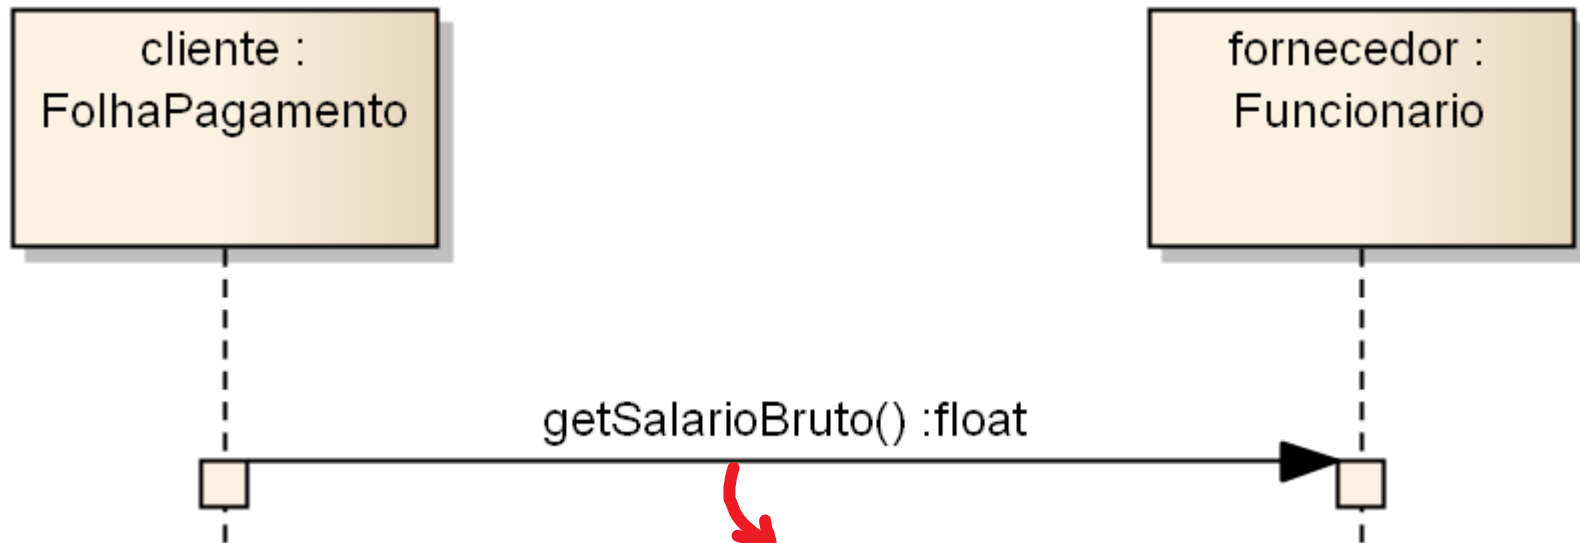 cliente :
FolhaPagamento
fornecedor :
Funcionario
getSalarioBruto() :float